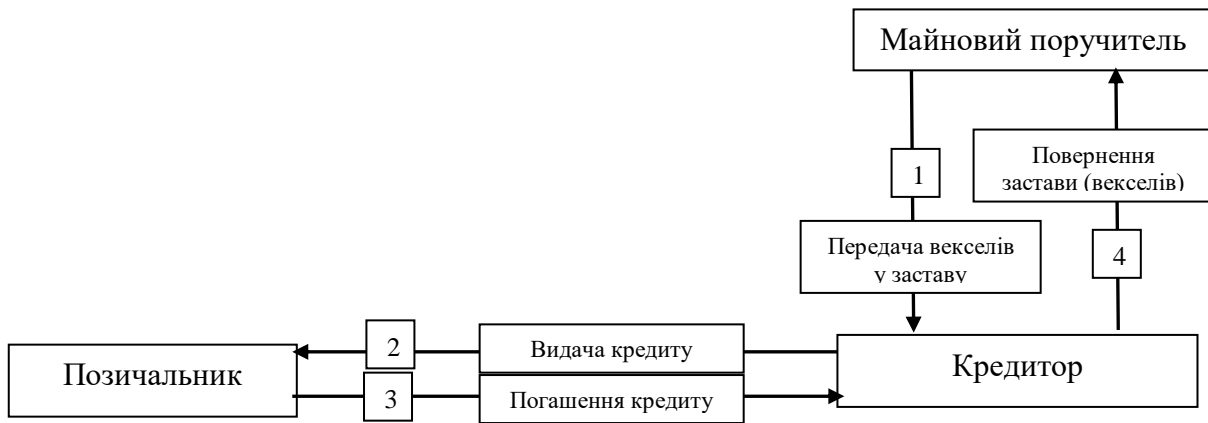 Майновий поручитель
1
Повернення
застави (векселів)
Передача векселів
у заставу
4
2
Видача кредиту
Позичальник
Кредитор
3
Погашення кредиту